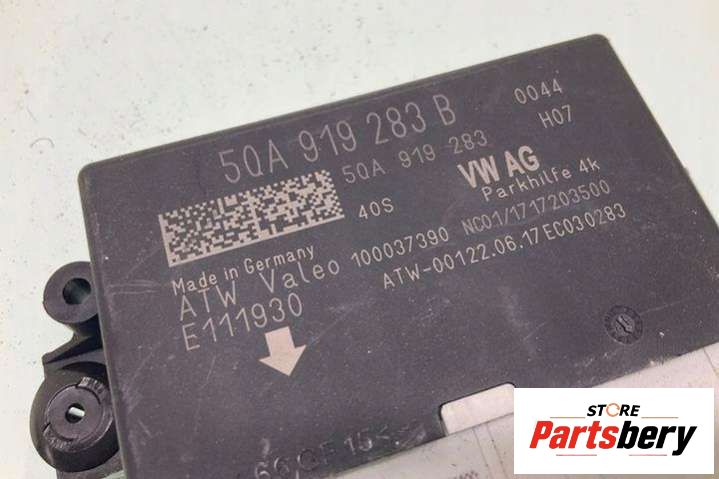 5QA 919 283 B
0044
5QA 919 283
H07
40S
VW AG
Parkhilfe 4k
Made in Germany
ATW Valeo 100037390 NC01/1717203500
E111930
ATW-00122.06.17EC030283
STORE
Partsbery